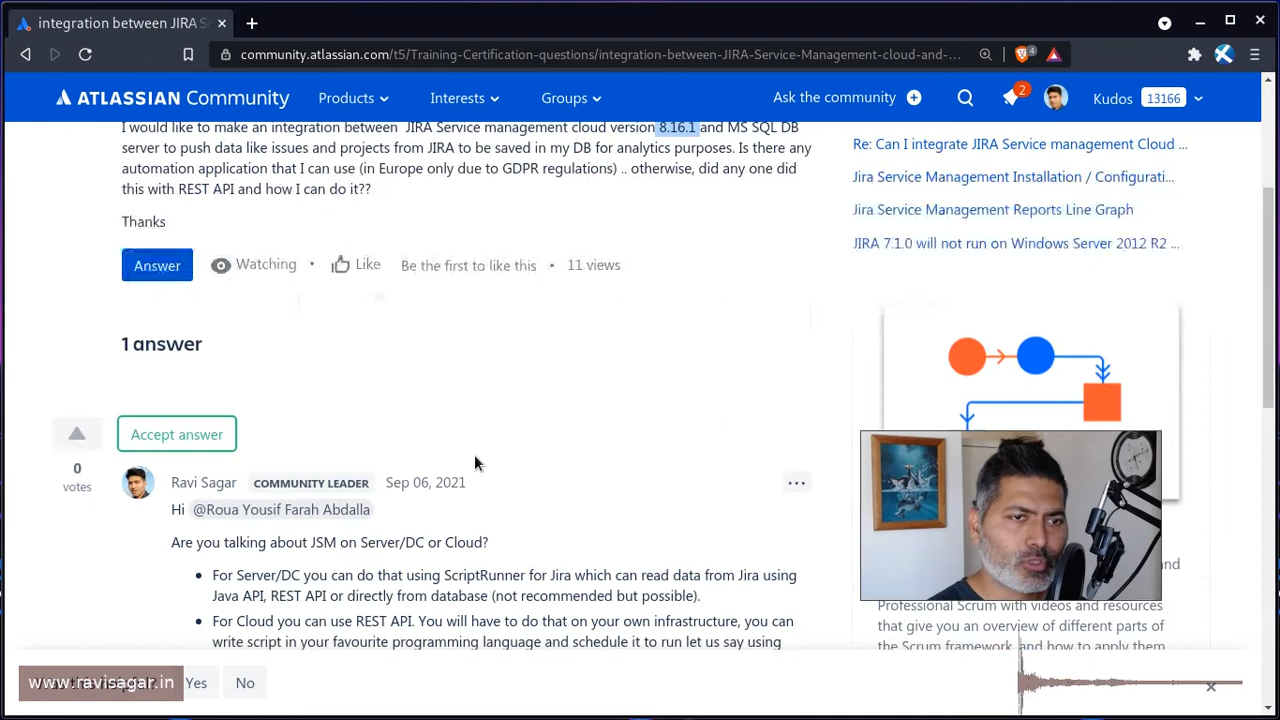 integration between JIRA S
community.atlassian.com/t5/Training-Certification-questions/integration-between-JIRA-Service-Management-cloud-and-...
4
ATLASSIAN Community
Products
Interests
Groups
Ask the community
2
Kudos
13166
I would like to make an integration between JIRA Service management cloud version 8.16.1 and MS SQL DB
server to push data like issues and projects from JIRA to be saved in my DB for analytics purposes. Is there any
automation application that I can use (in Europe only due to GDPR regulations) .. otherwise, did any one did
this with REST API and how I can do it??
Thanks
Answer
Watching • Like Be the first to like this • 11 views
1 answer
Accept answer
0
votes
Ravi Sagar COMMUNITY LEADER Sep 06, 2021
Hi @Roua Yousif Farah Abdalla
Are you talking about JSM on Server/DC or Cloud?
• For Server/DC you can do that using ScriptRunner for Jira which can read data from Jira using
Java API, REST API or directly from database (not recommended but possible).
• For Cloud you can use REST API. You will have to do that on your own infrastructure, you can
write script in your favourite programming language and schedule it to run let us say using
Re: Can I integrate JIRA Service management Cloud ...
Jira Service Management Installation / Configurati...
Jira Service Management Reports Line Graph
JIRA 7.1.0 will not run on Windows Server 2012 R2 ...
and
Professional Scrum with videos and resources
that give you an overview of different parts of
the Scrum framework, and how to apply them
www.ravisagar.in
Yes
No